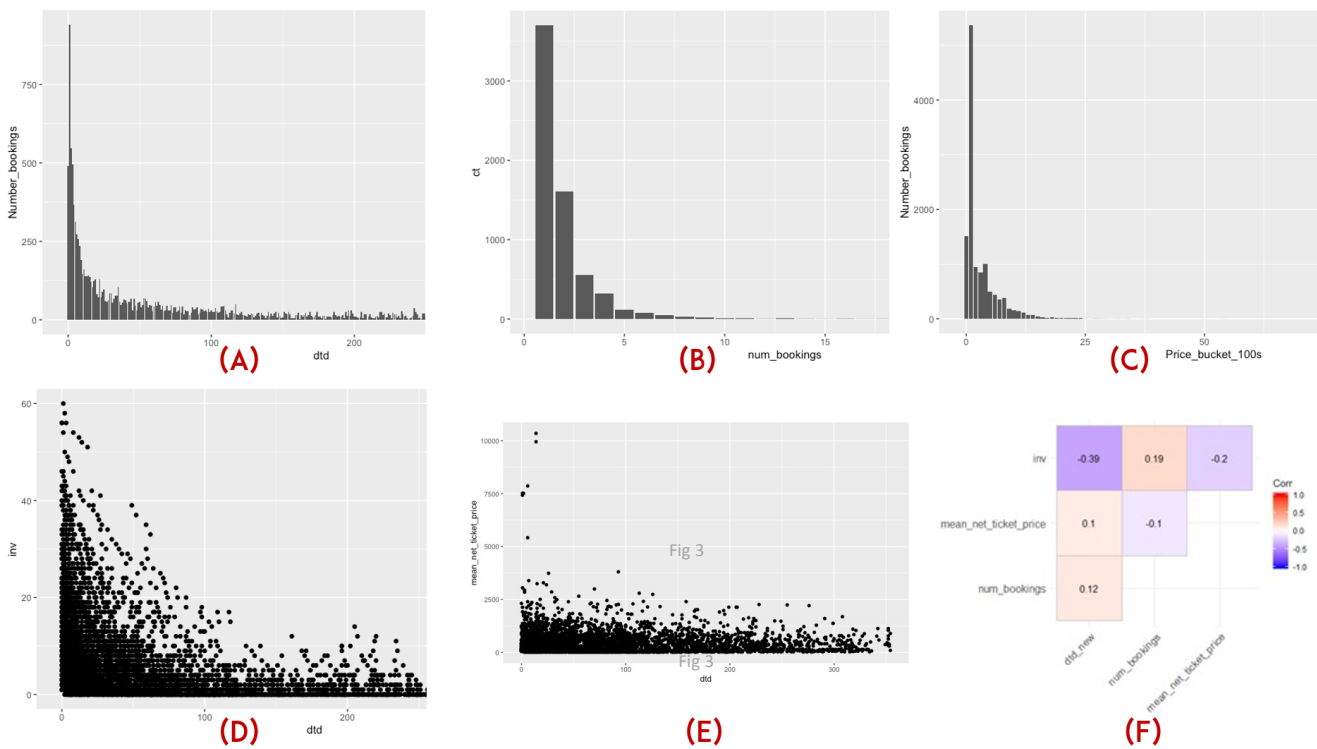 Number_bookings
750
500
250
0
0
100
200
dtd
(A)
ct
3000
2000
1000
0
0
5
10
15
num_bookings
(B)
Number_bookings
4000
2000
0
0
25
50
Price_bucket_100s
(C)
inv
60
40
20
0
0
100
200
dtd
(D)
mean_net_ticket_price
10000
7500
5000
2500
0
Fig 3
Fig 3
0
100
200
300
dtd
(E)
inv
-0.39
0.19
-0.2
mean_net_ticket_price
0.1
-0.1
num_bookings
0.12
dtd_new
num_bookings
mean_net_ticket_price
Corr
1.0
0.5
0.0
-0.5
-1.0
(F)